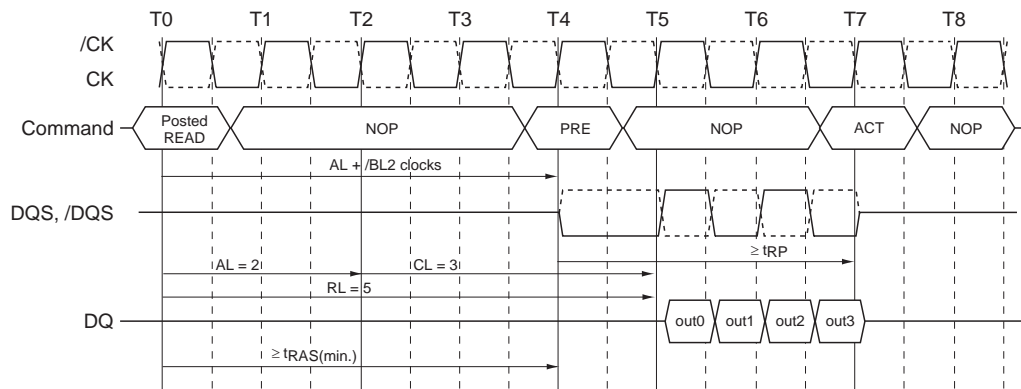 T0 T1 T2 T3 T4 T5 T6 T7 T8
/CK
CK
Command
Posted READ
NOP
PRE
NOP
ACT
NOP
AL + /BL2 clocks
DQS, /DQS
≥ tRP
AL = 2
CL = 3
RL = 5
DQ
out0 out1 out2 out3
≥ tRAS(min.)